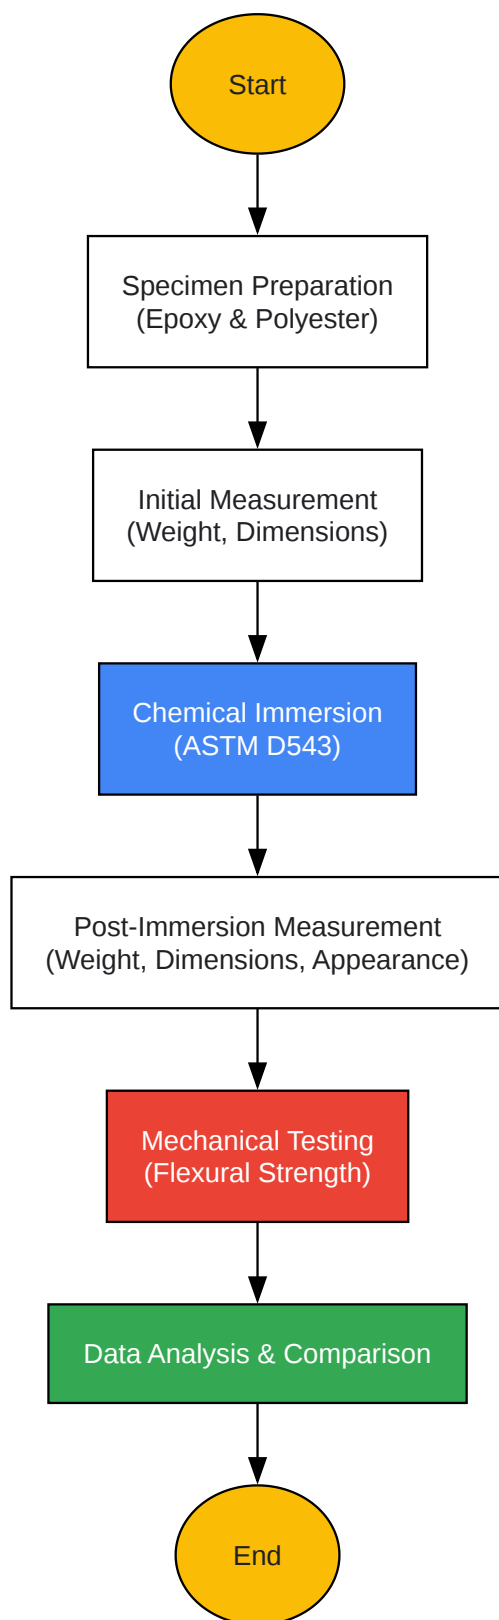 Start
Specimen Preparation
(Epoxy & Polyester)
Initial Measurement
(Weight, Dimensions)
Chemical Immersion
(ASTM D543)
Post-Immersion Measurement
(Weight, Dimensions, Appearance)
Mechanical Testing
(Flexural Strength)
Data Analysis & Comparison
End